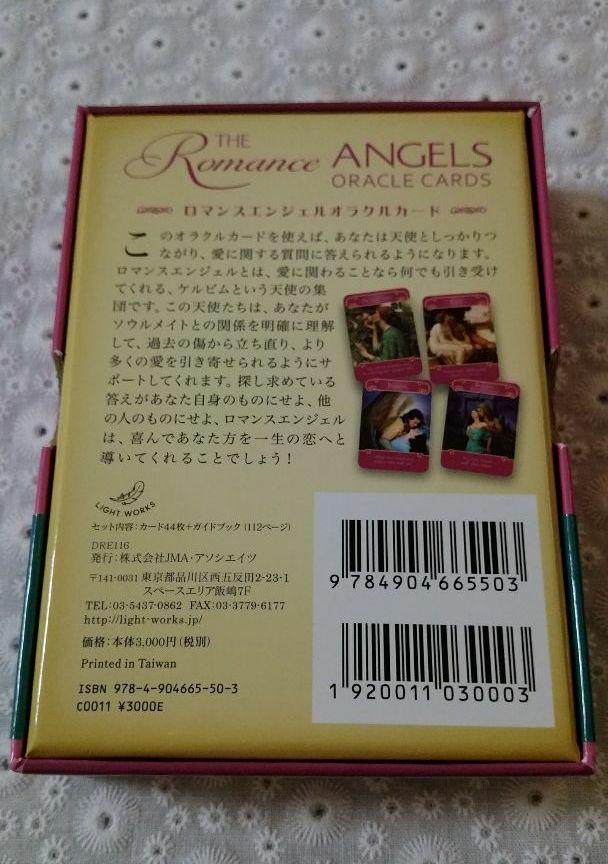 THE
Romance ANGELS
ORACLE CARDS
ロマンスエンジェルオラクルカード
このオラクルカードを使えば、あなたは天使としっかりつ
ながり、愛に関する質問に答えられるようになります。
ロマンスエンジェルとは、愛に関わることなら何でも引き受け
てくれる、ケルビムという天使の集
団です。この天使たちは、あなたが
ソウルメイトとの関係を明確に理解
して、過去の傷から立ち直り、より
多くの愛を引き寄せられるようにサ
ポートしてくれます。探し求めている
答えがあなた自身のものにせよ、他
の人のものにせよ、ロマンスエンジェル
は、喜んであなた方を一生の恋へと
導いてくれることでしょう!
LIGHT WORKS
セット内容:カード44枚+ガイドブック(112ページ)
DRE116
発行:株式会社JMA・アソシエイツ
〒141-0031 東京都品川区西五反田2-23-1
スペースエリア飯嶋7F
TEL:03-5437-0862 FAX:03-3779-6177
http://light-works.jp/
価格:本体3,000円(税別)
Printed in Taiwan
ISBN 978-4-904665-50-3
C0011 ¥3000E
9 784904 665503
1 920011 030003